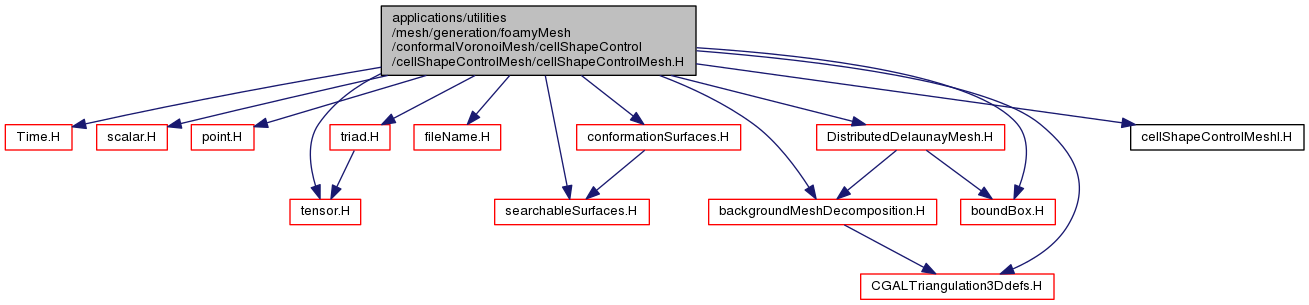 applications/utilities
/mesh/generation/foamyMesh
/conformalVoronoiMesh/cellShapeControl
/cellShapeControlMesh/cellShapeControlMesh.H
Time.H
scalar.H
point.H
triad.H
fileName.H
conformationSurfaces.H
DistributedDelaunayMesh.H
cellShapeControlMeshI.H
tensor.H
searchableSurfaces.H
backgroundMeshDecomposition.H
boundBox.H
CGALTriangulation3Ddefs.H